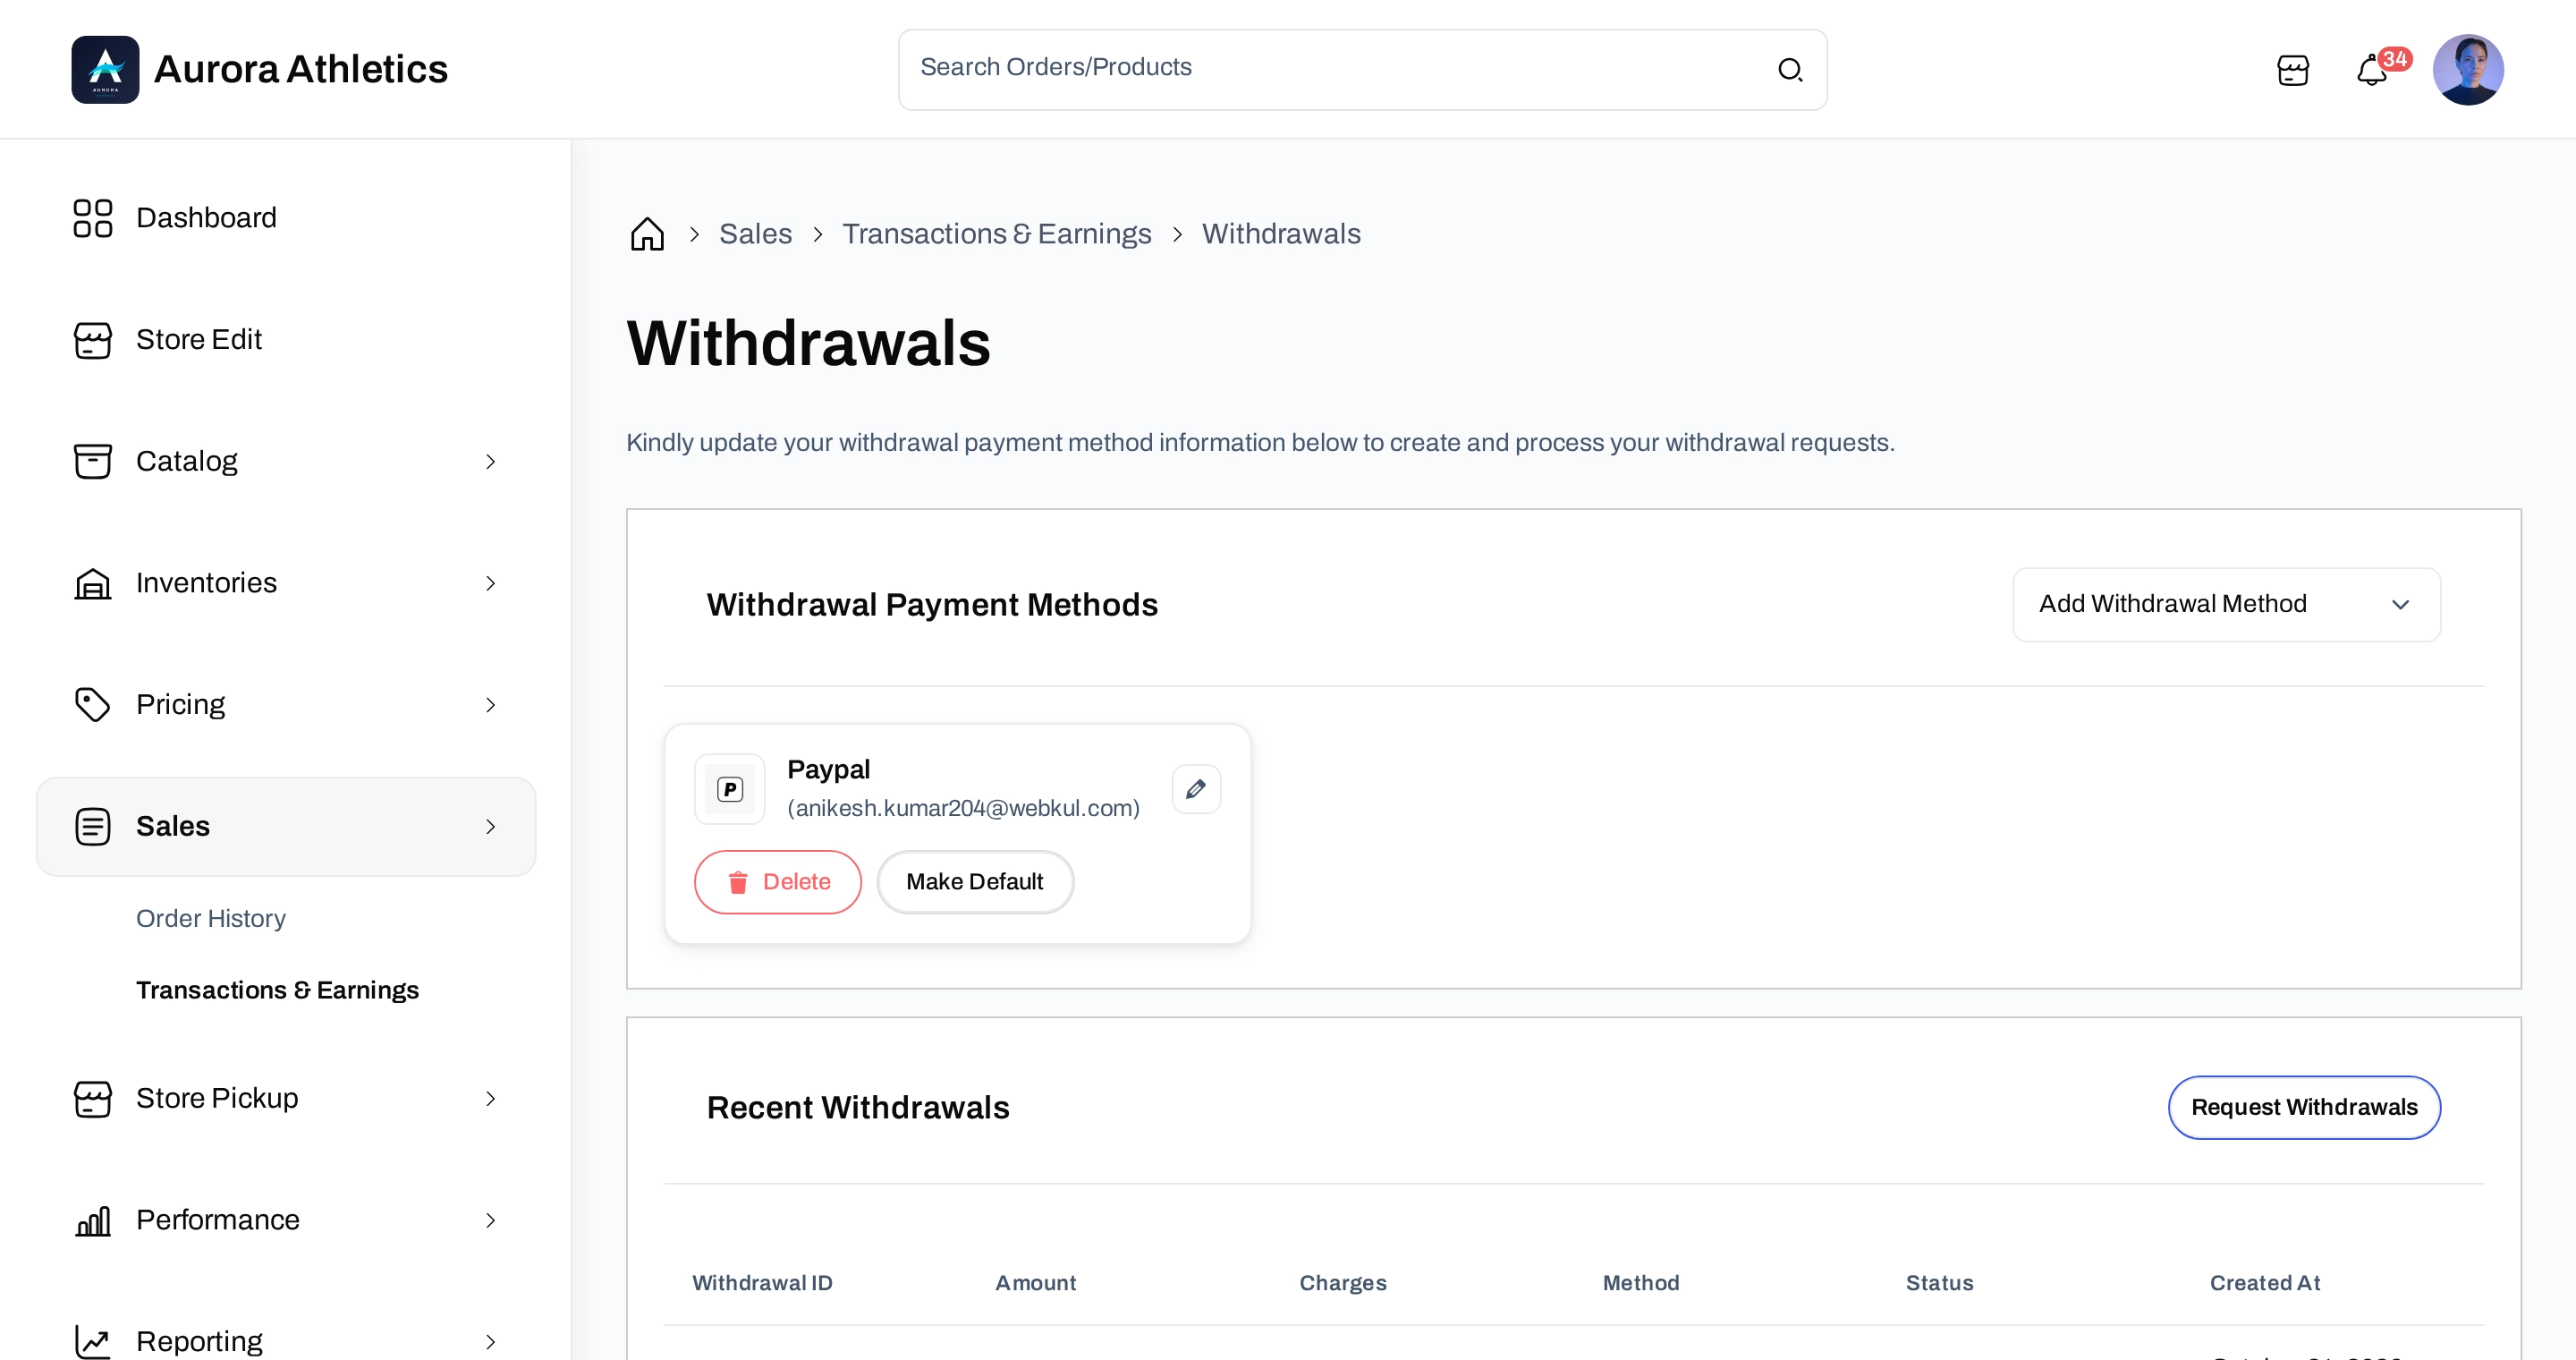 AURORA
Aurora Athletics
Search Orders/Products
34
Dashboard
Store Edit
Catalog
Inventories
Pricing
Sales
Order History
Transactions & Earnings
Store Pickup
Performance
Reporting
Sales
Transactions & Earnings
Withdrawals
Withdrawals
Kindly update your withdrawal payment method information below to create and process your withdrawal requests.
Withdrawal Payment Methods
Add Withdrawal Method
P
Paypal
(anikesh.kumar204@webkul.com)
Delete
Make Default
Recent Withdrawals
Request Withdrawals
Withdrawal ID
Amount
Charges
Method
Status
Created At